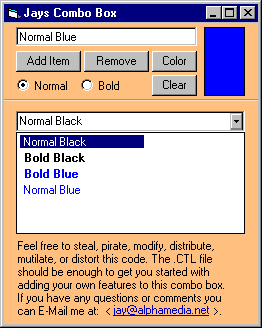 Jays Combo Box
Normal Blue
Add Item Remove Color
Normal Bold Clear
Normal Black
Normal Black
Bold Black
Bold Blue
Normal Blue
Feel free to steal, pirate, modify, distribute,
mutilate, or distort this code. The .CTL file
should be enough to get you started with
adding your own features to this combo box.
If you have any questions or comments you
can E-Mail me at: < jay@alphamedia.net >.